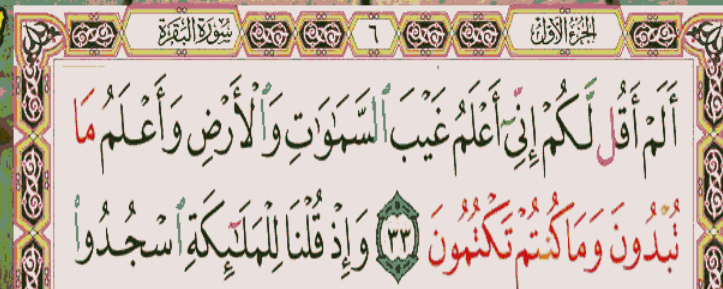 الجزء الأول ٦ سورة البقرة
أَلَمْ أَقُل لَّكُمْ إِنِّىٓ أَعْلَمُ غَيْبَ ٱلسَّمَٰوَٰتِ وَٱلْأَرْضِ وَأَعْلَمُ مَا
تُبْدُونَ وَمَا كُنتُمْ تَكْتُمُونَ ٣٣ وَإِذْ قُلْنَا لِلْمَلَٰٓئِكَةِ ٱسْجُدُوا۟